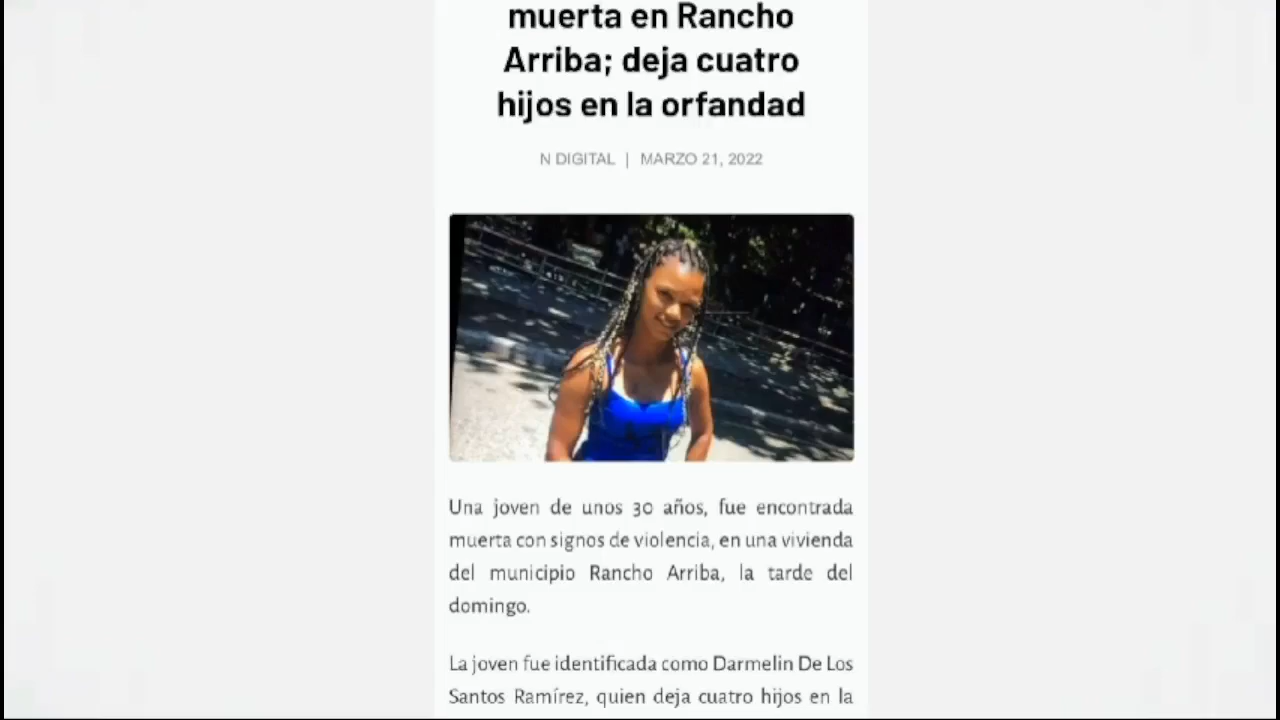 muerta en Rancho
Arriba; deja cuatro
hijos en la orfandad
N DIGITAL | MARZO 21, 2022
Una joven de unos 30 años, fue encontrada
muerta con signos de violencia, en una vivienda
del municipio Rancho Arriba, la tarde del
domingo.
La joven fue identificada como Darmelin De Los
Santos Ramírez, quien deja cuatro hijos en la